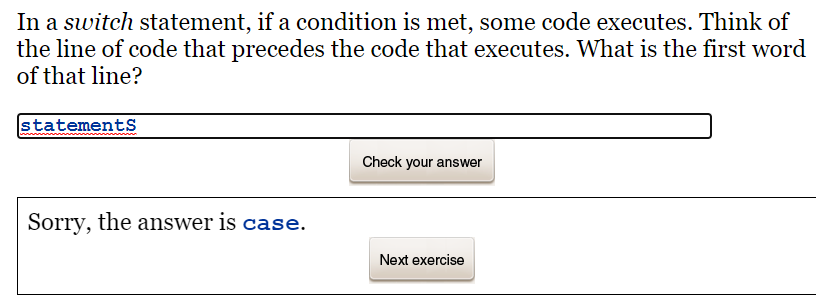 In a switch statement, if a condition is met, some code executes. Think of
the line of code that precedes the code that executes. What is the first word
of that line?
statementS
Check your answer
Sorry, the answer is case.
Next exercise